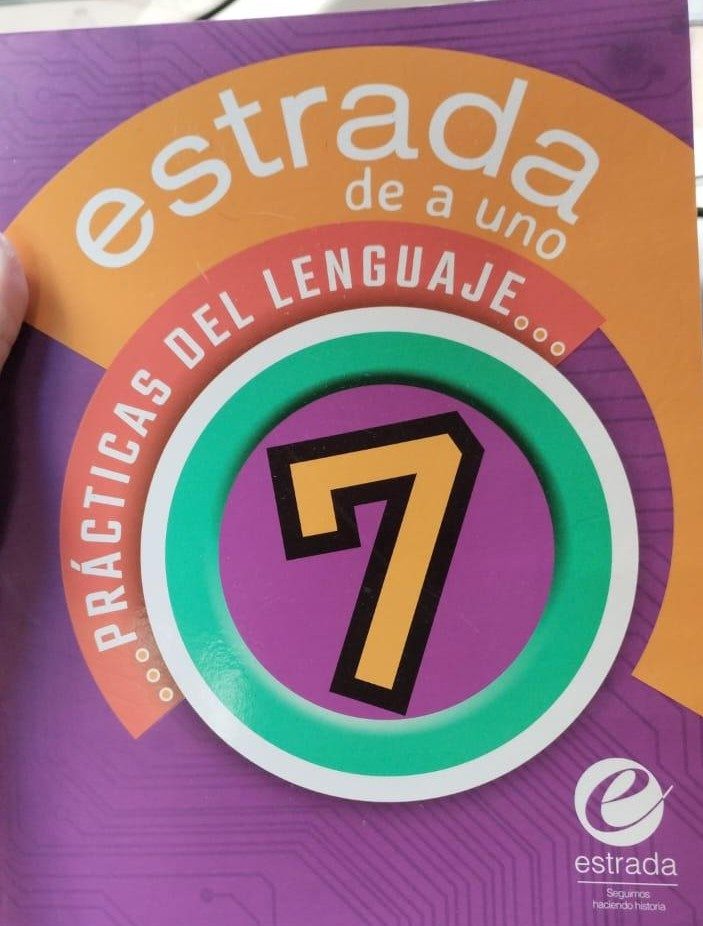 estrada
de a uno
...PRÁCTICAS DEL LENGUAJE...
7
e
estrada
Seguimos
haciendo historia